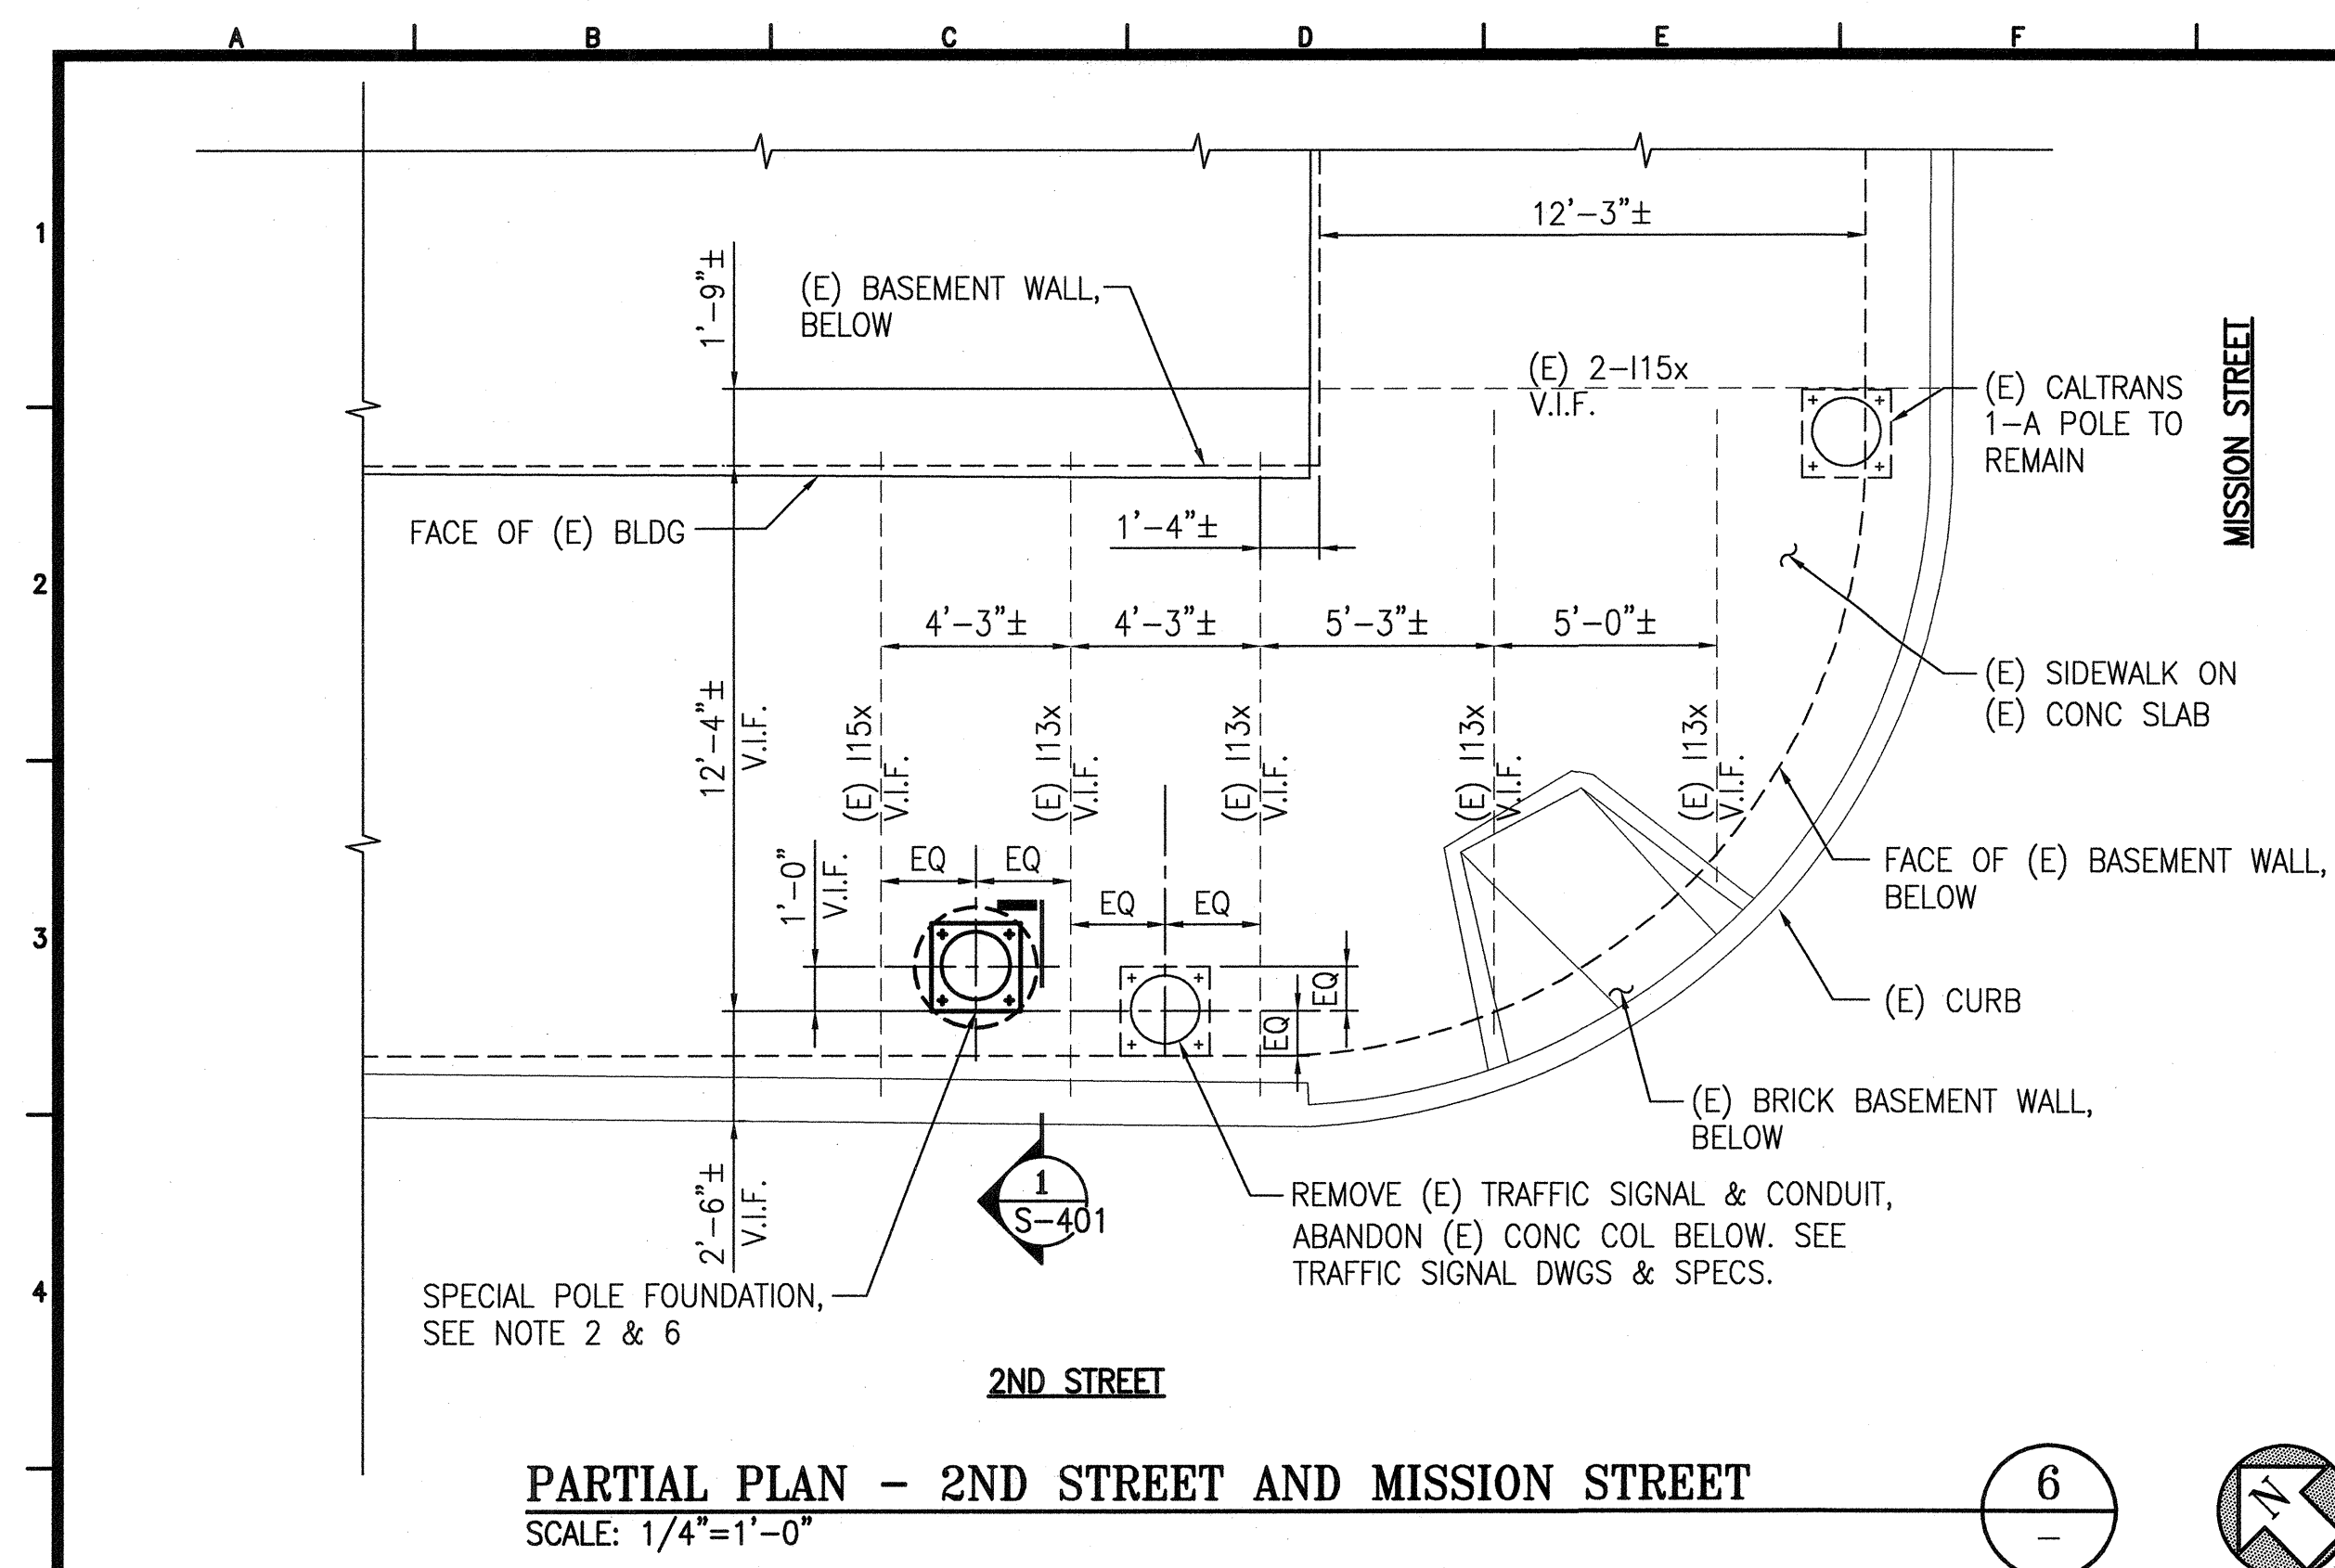 A B C D E F
1
2
3
4
12'-3"±
1'-9"±
(E) BASEMENT WALL,
BELOW
(E) 2-I15x
V.I.F.
(E) CALTRANS
1-A POLE TO
REMAIN
MISSION STREET
FACE OF (E) BLDG
1'-4"±
4'-3"± 4'-3"± 5'-3"± 5'-0"±
(E) SIDEWALK ON
(E) CONC SLAB
12'-4"±
V.I.F.
(E) I15x
V.I.F.
(E) I13x
V.I.F.
(E) I13x
V.I.F.
(E) I13x
V.I.F.
(E) I13x
V.I.F.
1'-0"
V.I.F.
EQ EQ
EQ EQ
EQ
EQ
FACE OF (E) BASEMENT WALL,
BELOW
(E) CURB
(E) BRICK BASEMENT WALL,
BELOW
2'-6"±
V.I.F.
1
S-401
REMOVE (E) TRAFFIC SIGNAL & CONDUIT,
ABANDON (E) CONC COL BELOW. SEE
TRAFFIC SIGNAL DWGS & SPECS.
SPECIAL POLE FOUNDATION,
SEE NOTE 2 & 6
2ND STREET
PARTIAL PLAN - 2ND STREET AND MISSION STREET
SCALE: 1/4"=1'-0"
6
-
N